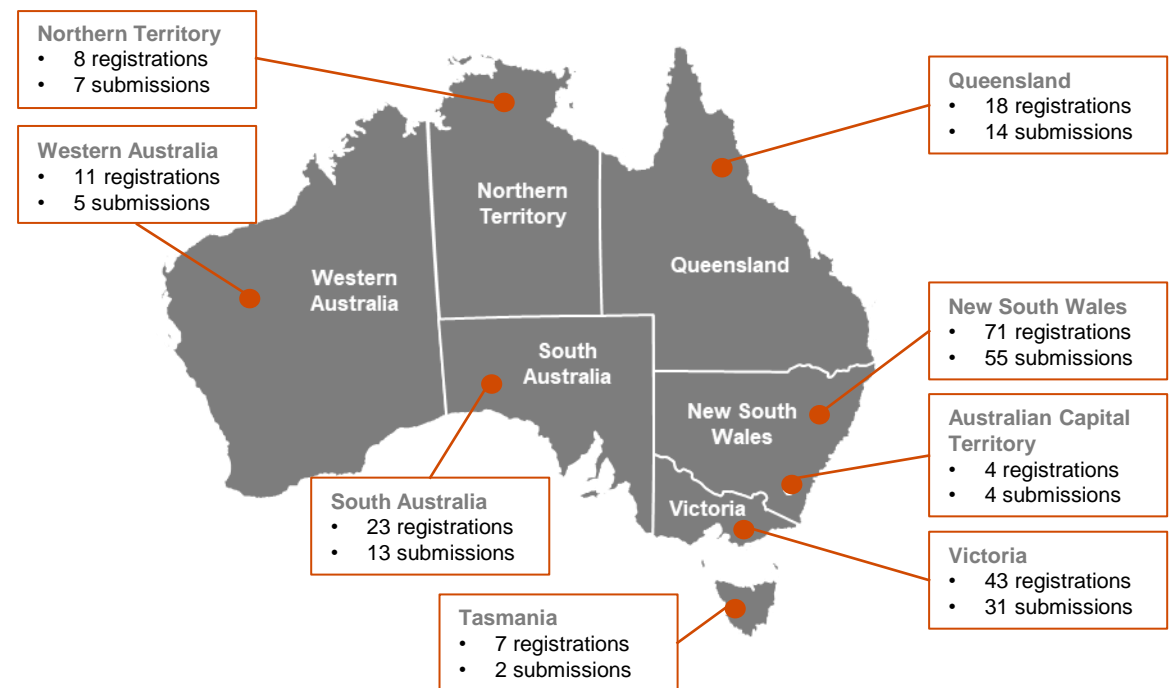 Northern Territory
• 8 registrations
• 7 submissions
Western Australia
• 11 registrations
• 5 submissions
Queensland
• 18 registrations
• 14 submissions
Northern
Territory
Western
Australia
Queensland
South
Australia
New South
Wales
Victoria
New South Wales
• 71 registrations
• 55 submissions
Australian Capital
Territory
• 4 registrations
• 4 submissions
South Australia
• 23 registrations
• 13 submissions
Victoria
• 43 registrations
• 31 submissions
Tasmania
• 7 registrations
• 2 submissions